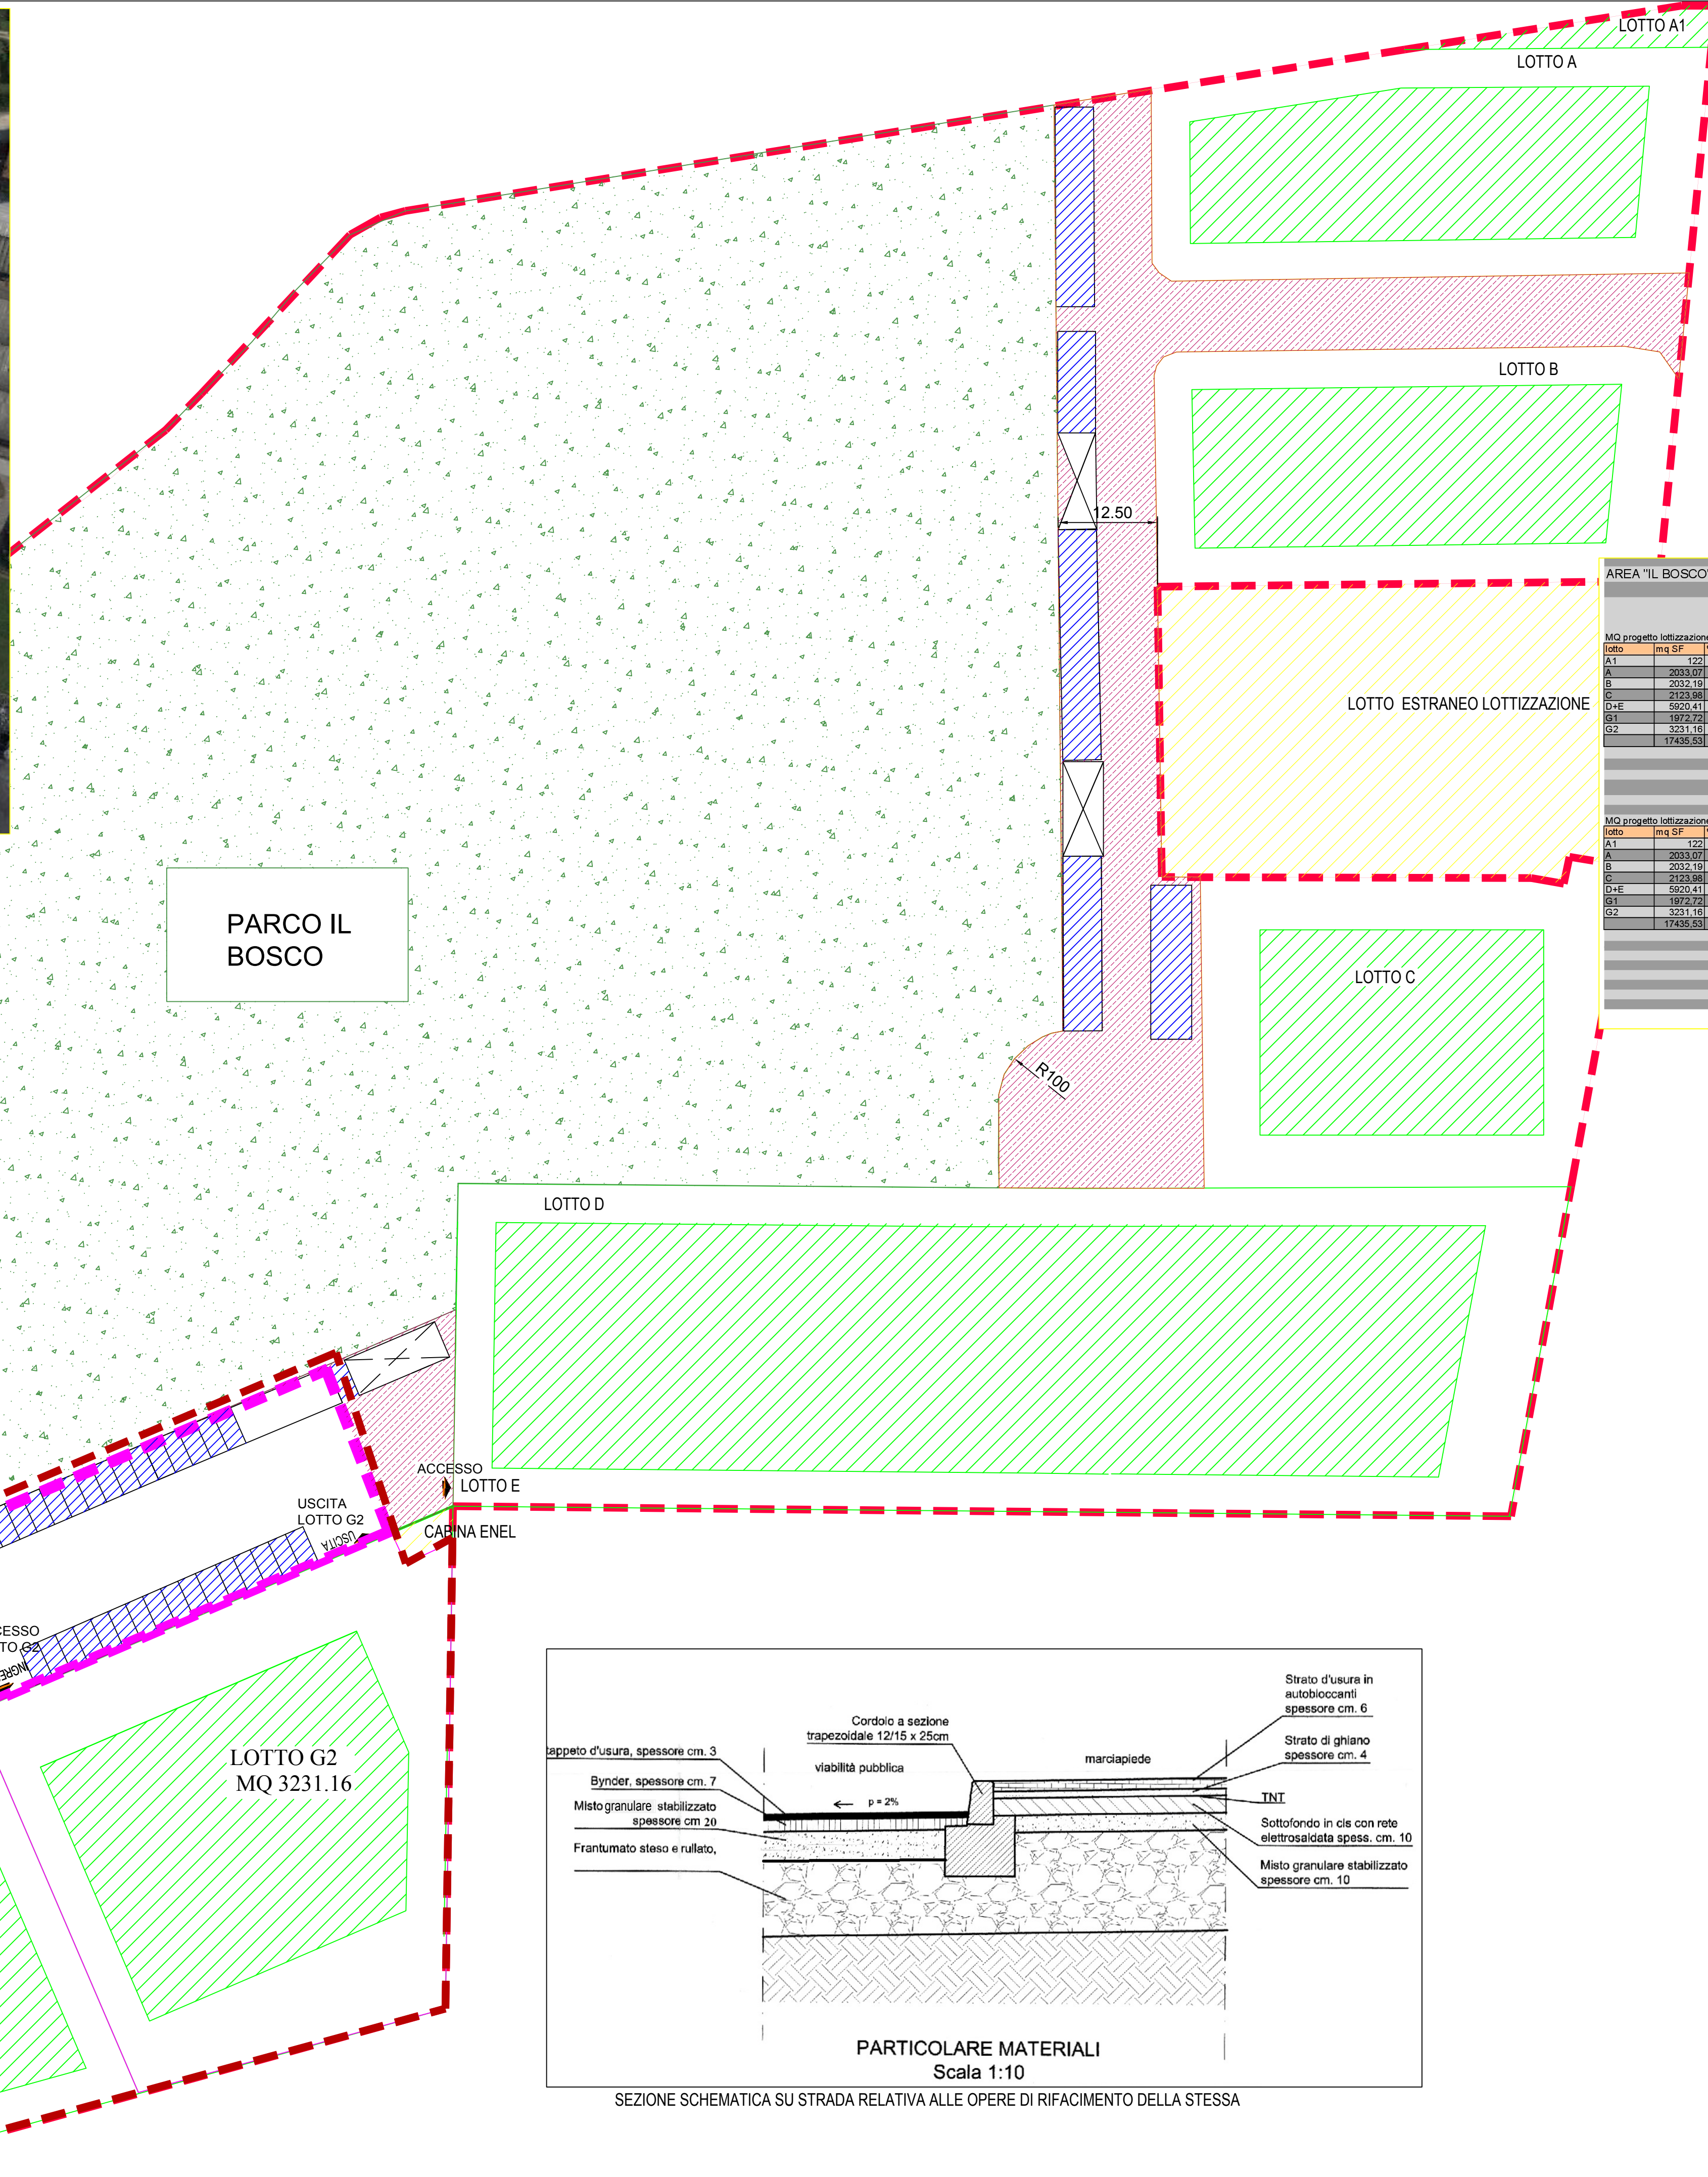 LOTTO A1
LOTTO A
LOTTO B
12.50
AREA "IL BOSCO"
LOTTO ESTRANEO LOTTIZZAZIONE
MQ progetto lottizzazione
lotto mq SF
A1 122
A 2033,07
B 2032,19
C 2123,98
D+E 5920,41
G1 1972,72
G2 3231,16
17435,53
MQ progetto lottizzazione
lotto mq SF
A1 122
A 2033,07
B 2032,19
C 2123,98
D+E 5920,41
G1 1972,72
G2 3231,16
17435,53
PARCO IL
BOSCO
LOTTO C
R100
LOTTO D
ACCESSO
LOTTO E
USCITA
LOTTO G2
USCITA
CABINA ENEL
LOTTO G2
MQ 3231.16
Strato d'usura in
autobloccanti
spessore cm. 6
Cordolo a sezione
trapezoidale 12/15 x 25cm
Strato di ghiano
spessore cm. 4
tappeto d'usura, spessore cm. 3
viabilità pubblica
marciapiede
Bynder, spessore cm. 7
p = 2%
TNT
Misto granulare stabilizzato
spessore cm 20
Sottofondo in cls con rete
elettrosaldata spess. cm. 10
Frantumato steso e rullato,
Misto granulare stabilizzato
spessore cm. 10
PARTICOLARE MATERIALI
Scala 1:10
SEZIONE SCHEMATICA SU STRADA RELATIVA ALLE OPERE DI RIFACIMENTO DELLA STESSA